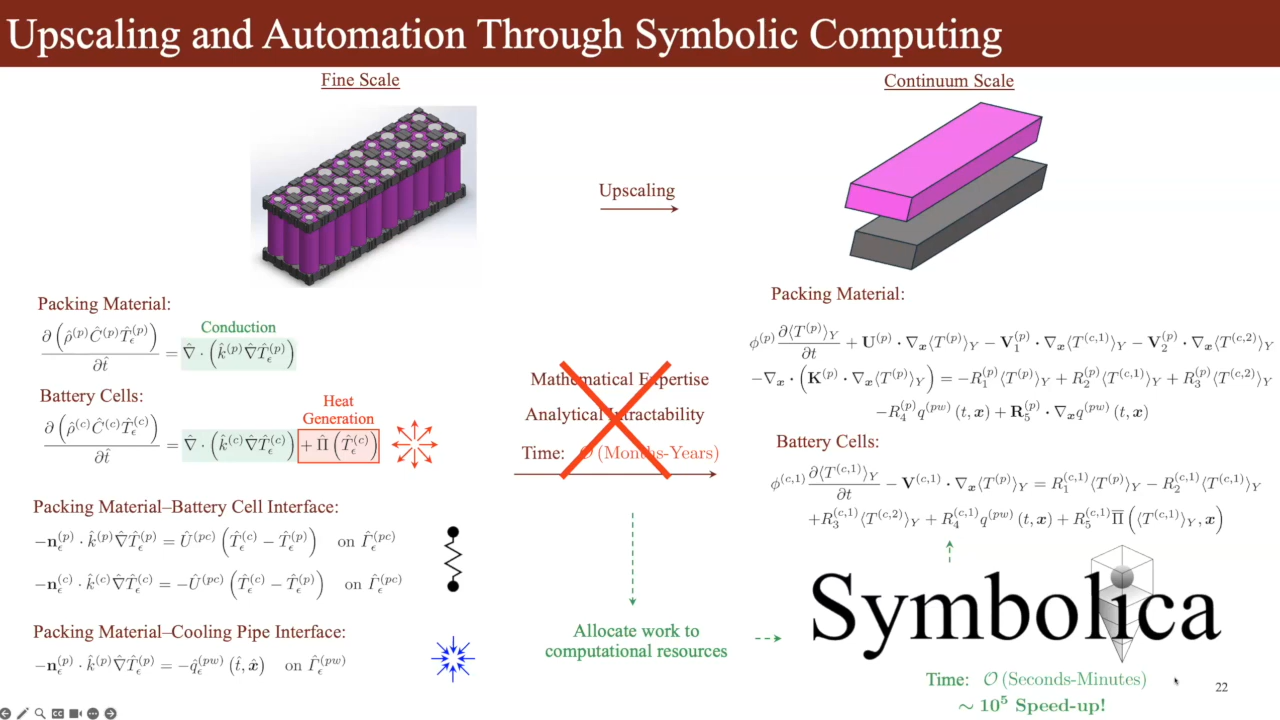 Upscaling and Automation Through Symbolic Computing
Fine Scale
Continuum Scale
Upscaling
Packing Material:
Conduction
∂(ρ̂^(p) Ĉ^(p) T̂_ϵ^(p)) / ∂t̂ = ∇̂ · (k̂^(p) ∇̂T̂_ϵ^(p))
Battery Cells:
Heat
Generation
∂(ρ̂^(c) Ĉ^(c) T̂_ϵ^(c)) / ∂t̂ = ∇̂ · (k̂^(c) ∇̂T̂_ϵ^(c)) + Π̂(T̂_ϵ^(c))
Packing Material–Battery Cell Interface:
−n_ϵ^(p) · k̂^(p) ∇̂T̂_ϵ^(p) = Û^(pc) (T̂_ϵ^(c) − T̂_ϵ^(p)) on Γ̂_ϵ^(pc)
−n_ϵ^(c) · k̂^(c) ∇̂T̂_ϵ^(c) = −Û^(pc) (T̂_ϵ^(c) − T̂_ϵ^(p)) on Γ̂_ϵ^(pc)
Packing Material–Cooling Pipe Interface:
−n_ϵ^(p) · k̂^(p) ∇̂T̂_ϵ^(p) = −q̂_ϵ^(pw) (t̂, x̂) on Γ̂_ϵ^(pw)
Mathematical Expertise
Analytical Intractability
Time: O (Months-Years)
Allocate work to
computational resources
Packing Material:
ϕ^(p) ∂⟨T^(p)⟩_Y / ∂t + U^(p) · ∇_x⟨T^(p)⟩_Y − V_1^(p) · ∇_x⟨T^(c,1)⟩_Y − V_2^(p) · ∇_x⟨T^(c,2)⟩_Y
−∇_x · (K^(p) · ∇_x⟨T^(p)⟩_Y) = −R_1^(p)⟨T^(p)⟩_Y + R_2^(p)⟨T^(c,1)⟩_Y + R_3^(p)⟨T^(c,2)⟩_Y
−R_4^(p) q^(pw) (t, x) + R_5^(p) · ∇_x q^(pw) (t, x)
Battery Cells:
ϕ^(c,1) ∂⟨T^(c,1)⟩_Y / ∂t − V^(c,1) · ∇_x⟨T^(p)⟩_Y = R_1^(c,1)⟨T^(p)⟩_Y − R_2^(c,1)⟨T^(c,1)⟩_Y
+R_3^(c,1)⟨T^(c,2)⟩_Y + R_4^(c,1) q^(pw) (t, x) + R_5^(c,1) Π̅ (⟨T^(c,1)⟩_Y, x)
Symbolica
Time: O (Seconds-Minutes)
∼ 10^5 Speed-up!
22